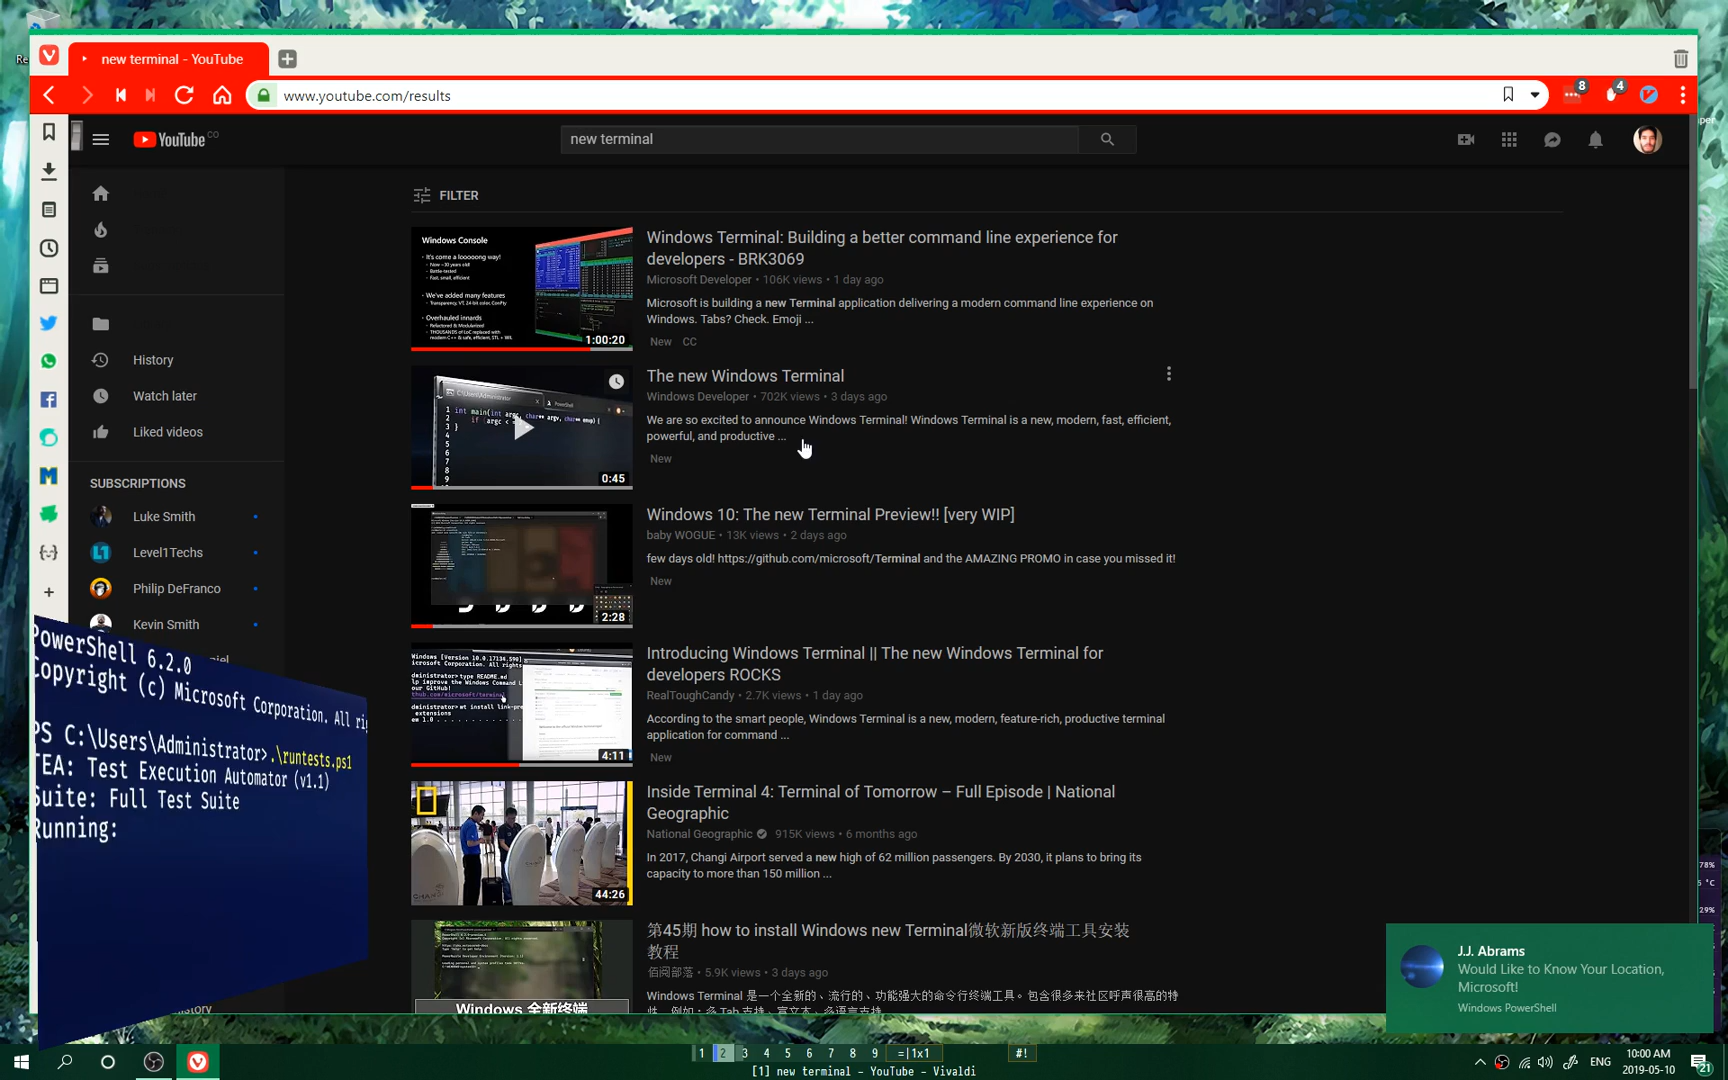 new terminal - YouTube
www.youtube.com/results
8
4
YouTube CO
new terminal
FILTER
History
Watch later
Liked videos
SUBSCRIPTIONS
Luke Smith
Level1Techs
Philip DeFranco
Kevin Smith
Windows Console
1:00:20
Windows Terminal: Building a better command line experience for
developers - BRK3069
Microsoft Developer • 106K views • 1 day ago
Microsoft is building a new Terminal application delivering a modern command line experience on
Windows. Tabs? Check. Emoji ...
New CC
0:45
The new Windows Terminal
Windows Developer • 702K views • 3 days ago
We are so excited to announce Windows Terminal! Windows Terminal is a new, modern, fast, efficient,
powerful, and productive ...
New
2:28
Windows 10: The new Terminal Preview!! [very WIP]
baby WOGUE • 13K views • 2 days ago
few days old! https://github.com/microsoft/Terminal and the AMAZING PROMO in case you missed it!
New
4:11
Introducing Windows Terminal || The new Windows Terminal for
developers ROCKS
RealToughCandy • 2.7K views • 1 day ago
According to the smart people, Windows Terminal is a new, modern, feature-rich, productive terminal
application for command ...
New
44:26
Inside Terminal 4: Terminal of Tomorrow – Full Episode | National
Geographic
National Geographic 915K views • 6 months ago
In 2017, Changi Airport served a new high of 62 million passengers. By 2030, it plans to bring its
capacity to more than 150 million ...
Windows 全新终端
第45期 how to install Windows new Terminal微软新版终端工具安装
教程
佰阅部落 • 5.9K views • 3 days ago
Windows Terminal 是一个全新的、流行的、功能强大的命令行终端工具。包含很多来社区呼声很高的特
PowerShell 6.2.0
Copyright (c) Microsoft Corporation. All rig
PS C:\Users\Administrator>.\runtests.ps1
TEA: Test Execution Automator (v1.1)
Suite: Full Test Suite
Running:
J.J. Abrams
Would Like to Know Your Location,
Microsoft!
Windows PowerShell
78%
29%
1 2 3 4 5 6 7 8 9 =|1x1 #!
[1] new terminal - YouTube - Vivaldi
ENG
10:00 AM
2019-05-10
21